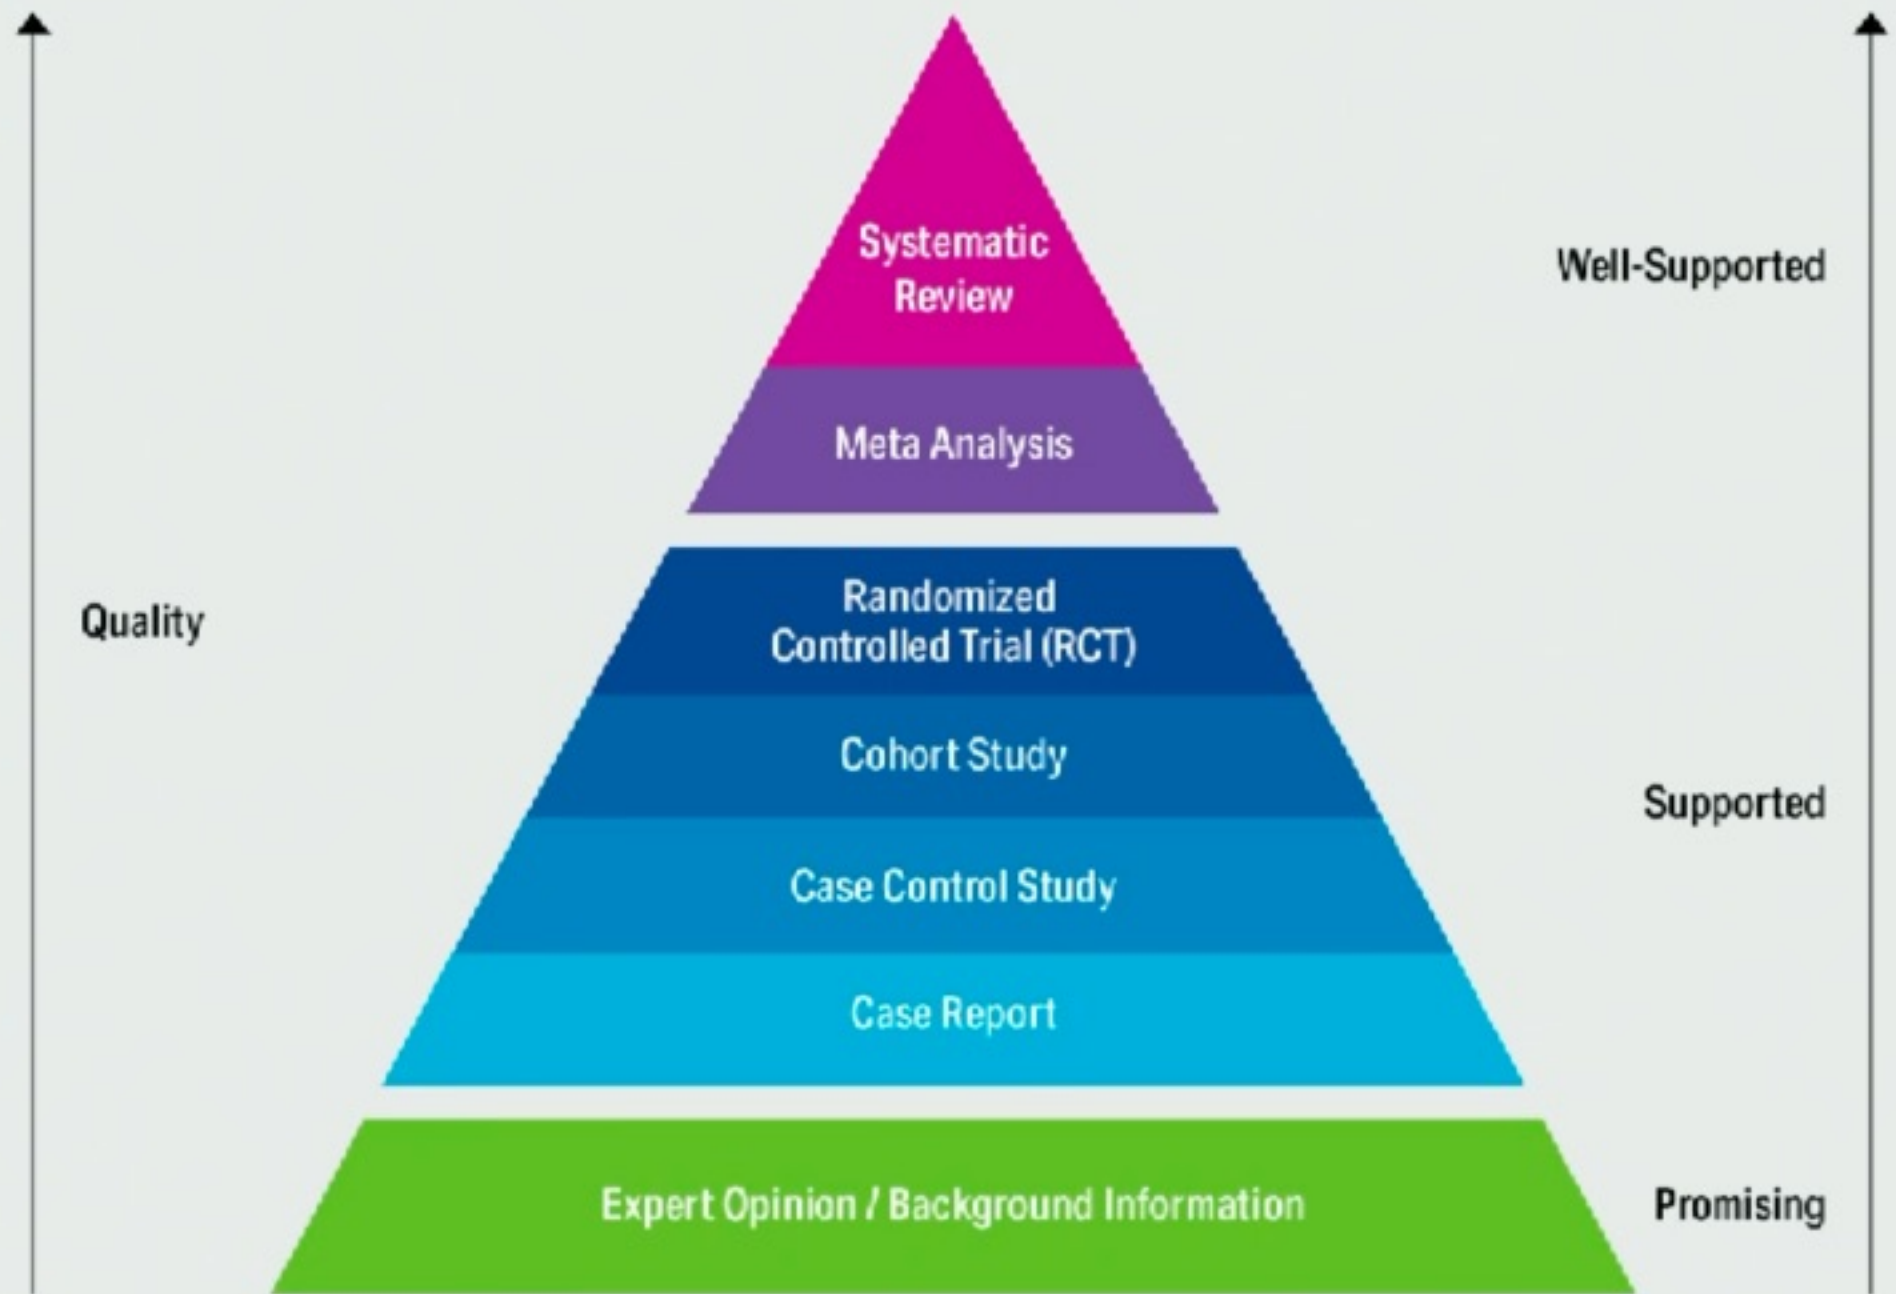 Systematic
Review
Well-Supported
Meta Analysis
Quality
Randomized
Controlled Trial (RCT)
Cohort Study
Supported
Case Control Study
Case Report
Expert Opinion / Background Information
Promising